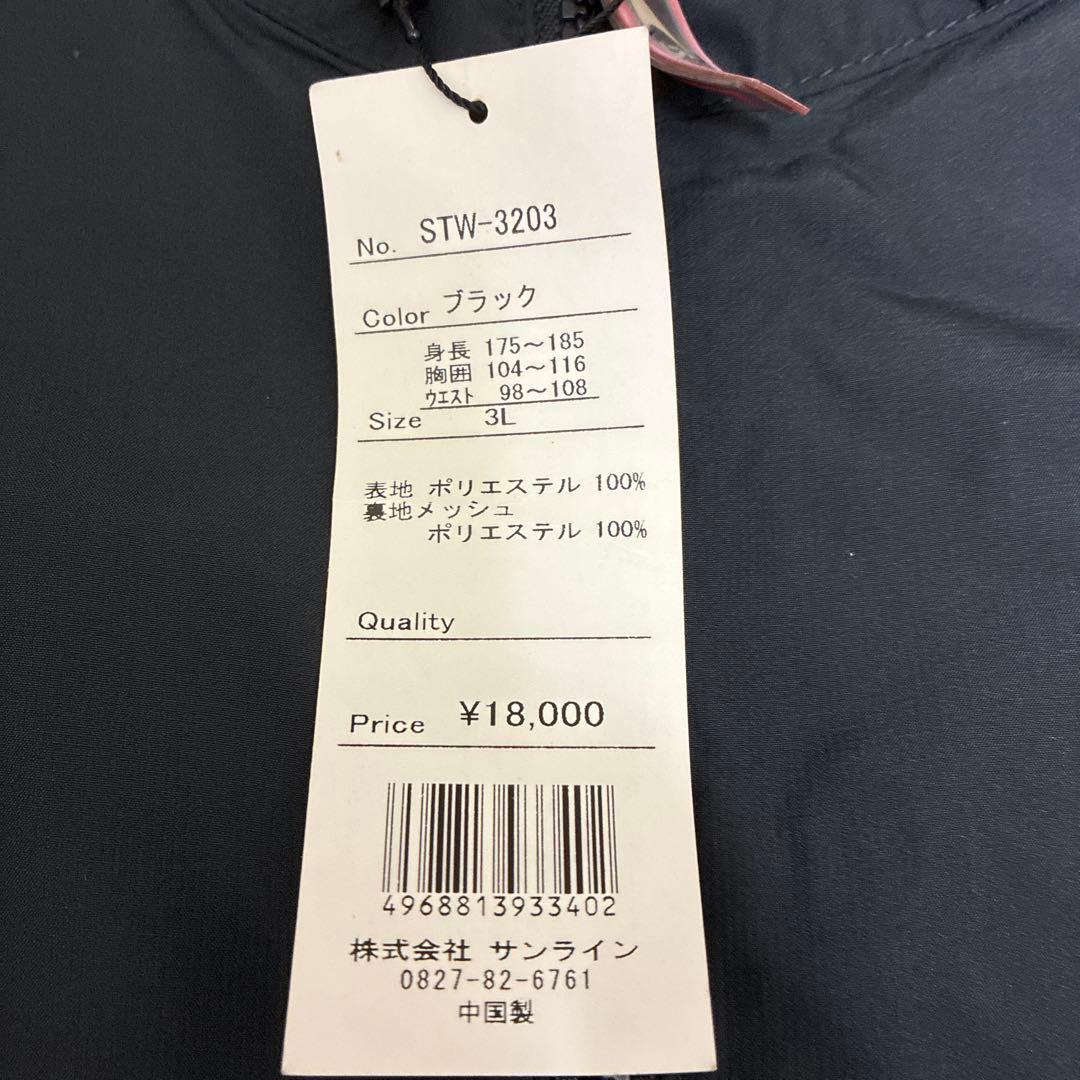 No. STW-3203
Color ブラック
身長 175～185
胸囲 104～116
ウエスト 98～108
Size 3L
表地 ポリエステル 100%
裏地メッシュ
ポリエステル 100%
Quality
Price ¥18,000
4968813933402
株式会社 サンライン
0827-82-6761
中国製